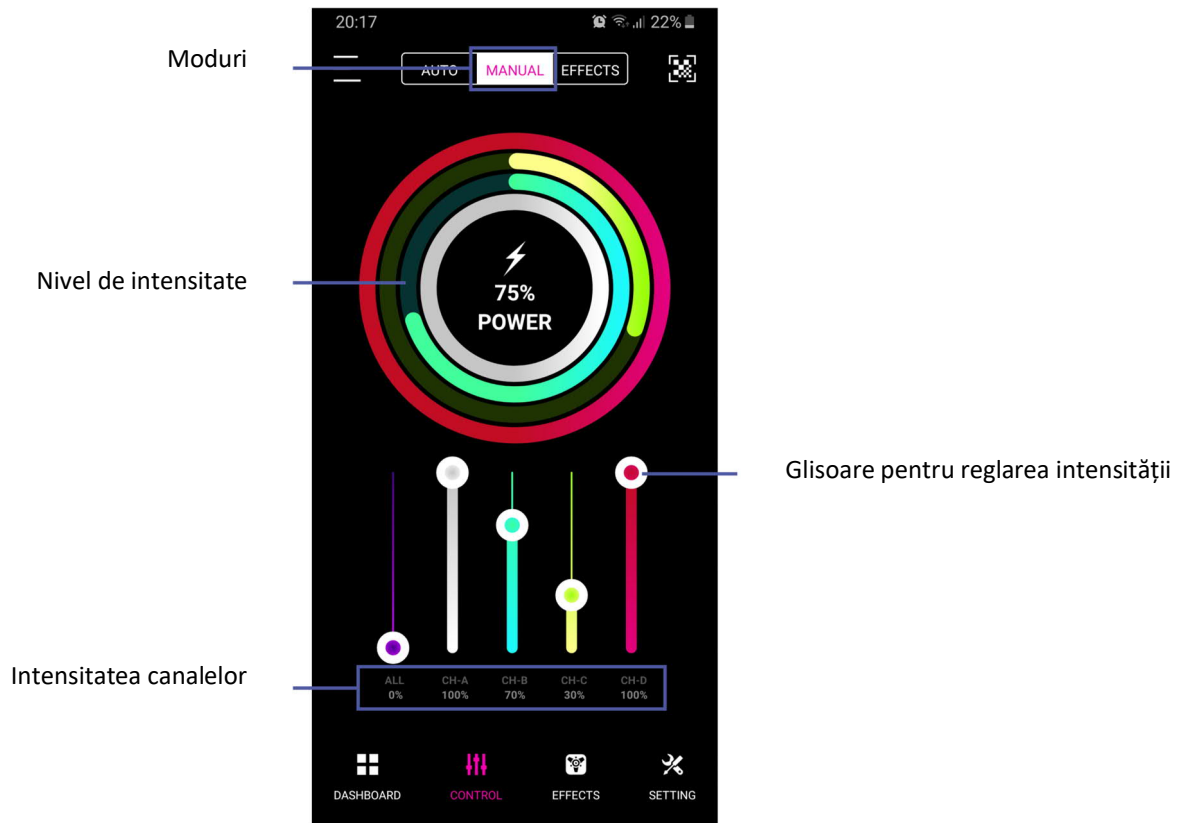 20:17
22%
Moduri
AUTO MANUAL EFFECTS
Nivel de intensitate
75%
POWER
Glisoare pentru reglarea intensității
Intensitatea canalelor
ALL CH-A CH-B CH-C CH-D
0% 100% 70% 30% 100%
DASHBOARD CONTROL EFFECTS SETTING